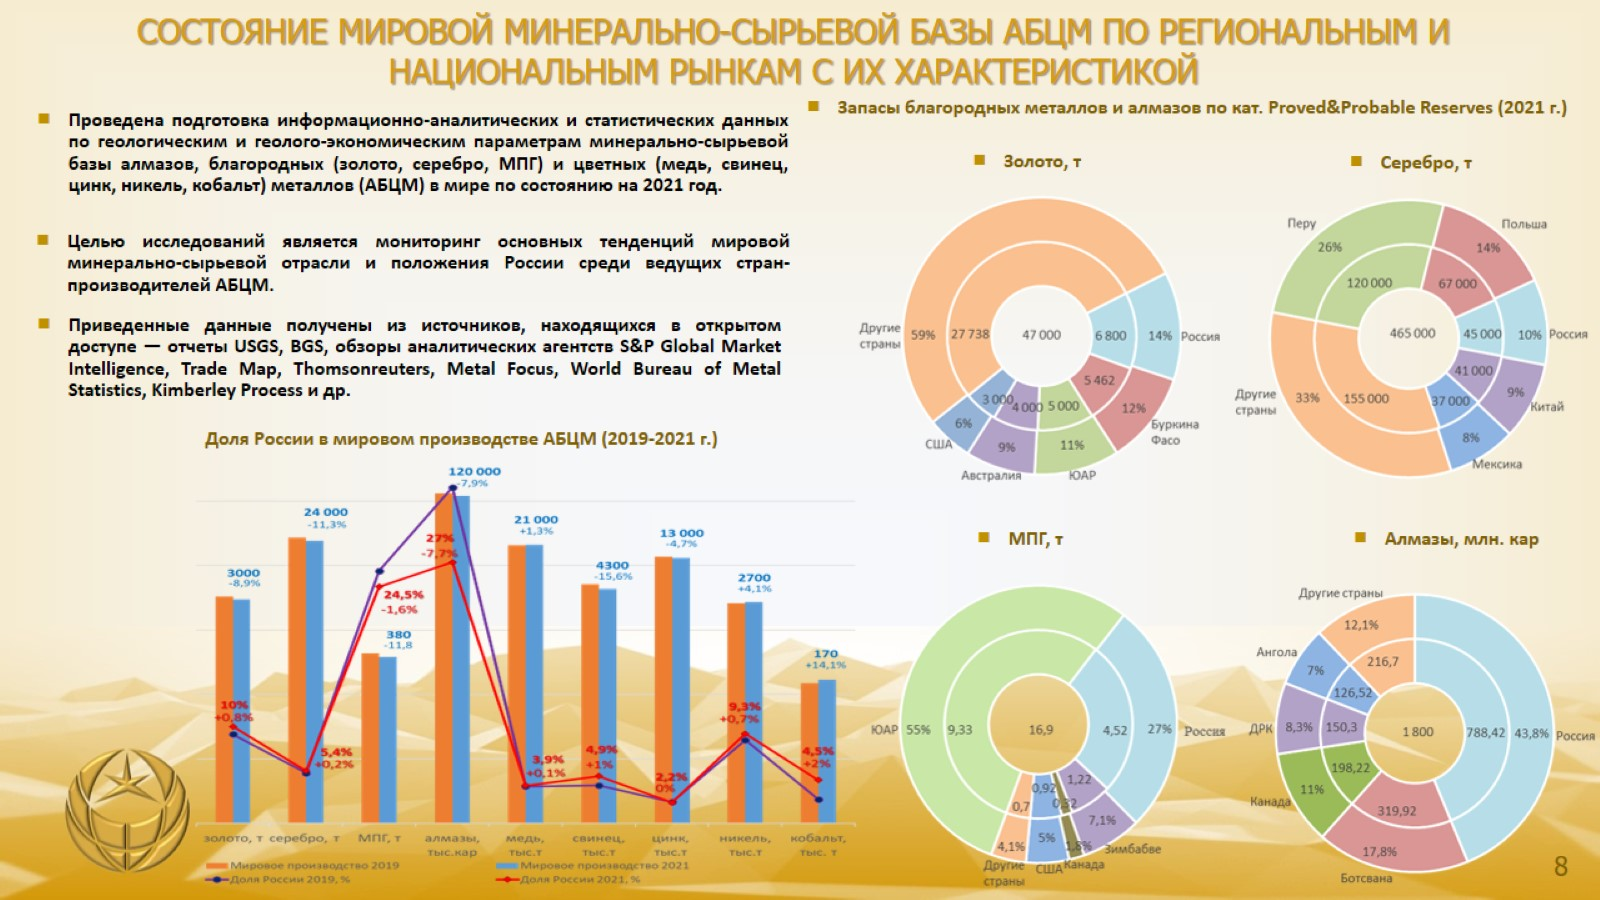 СОСТОЯНИЕ МИРОВОЙ МИНЕРАЛЬНО-СЫРЬЕВОЙ БАЗЫ АБЦМ ПО РЕГИОНАЛЬНЫМ И
НАЦИОНАЛЬНЫМ РЫНКАМ С ИХ ХАРАКТЕРИСТИКОЙ
Проведена подготовка информационно-аналитических и статистических данных
по геологическим и геолого-экономическим параметрам минерально-сырьевой
базы алмазов, благородных (золото, серебро, МПГ) и цветных (медь, свинец,
цинк, никель, кобальт) металлов (АБЦМ) в мире по состоянию на 2021 год.
Целью исследований является мониторинг основных тенденций мировой
минерально-сырьевой отрасли и положения России среди ведущих стран-
производителей АБЦМ.
Приведенные данные получены из источников, находящихся в открытом
доступе — отчеты USGS, BGS, обзоры аналитических агентств S&P Global Market
Intelligence, Trade Map, Thomsonreuters, Metal Focus, World Bureau of Metal
Statistics, Kimberley Process и др.
Доля России в мировом производстве АБЦМ (2019-2021 г.)
3000
-8,9%
24 000
-11,3%
380
-11,8
120 000
-7,9%
21 000
+1,3%
4300
-15,6%
13 000
-4,7%
2700
+4,1%
170
+14,1%
10%
+0,8%
5,4%
+0,2%
24,5%
-1,6%
27%
-7,7%
3,9%
+0,1%
4,9%
+1%
2,2%
0%
9,3%
+0,7%
4,5%
+2%
золото, т серебро, т МПГ, т алмазы, медь, свинец, цинк, никель, кобальт,
тыс.кар тыс.т тыс.т тыс.т тыс.т тыс. т
Мировое производство 2019 Мировое производство 2021
Доля России 2019, % Доля России 2021, %
Запасы благородных металлов и алмазов по кат. Proved&Probable Reserves (2021 г.)
Золото, т
47 000
Другие
страны
59%
27 738
6 800
14%
Россия
5 462
12%
Буркина
Фасо
5 000
11%
ЮАР
4 000
9%
Австралия
3 000
6%
США
Серебро, т
465 000
Перу
26%
120 000
Польша
14%
67 000
45 000
10%
Россия
41 000
9%
Китай
37 000
8%
Мексика
155 000
33%
Другие
страны
МПГ, т
16,9
ЮАР
55%
9,33
4,52
27%
Россия
1,22
7,1%
Зимбабве
0,32
1,8%
Канада
0,92
5%
США
0,7
4,1%
Другие
страны
Алмазы, млн. кар
1 800
Другие страны
12,1%
216,7
Ангола
7%
126,52
ДРК
8,3%
150,3
Канада
11%
198,22
319,92
17,8%
Ботсвана
788,42
43,8%
Россия
8